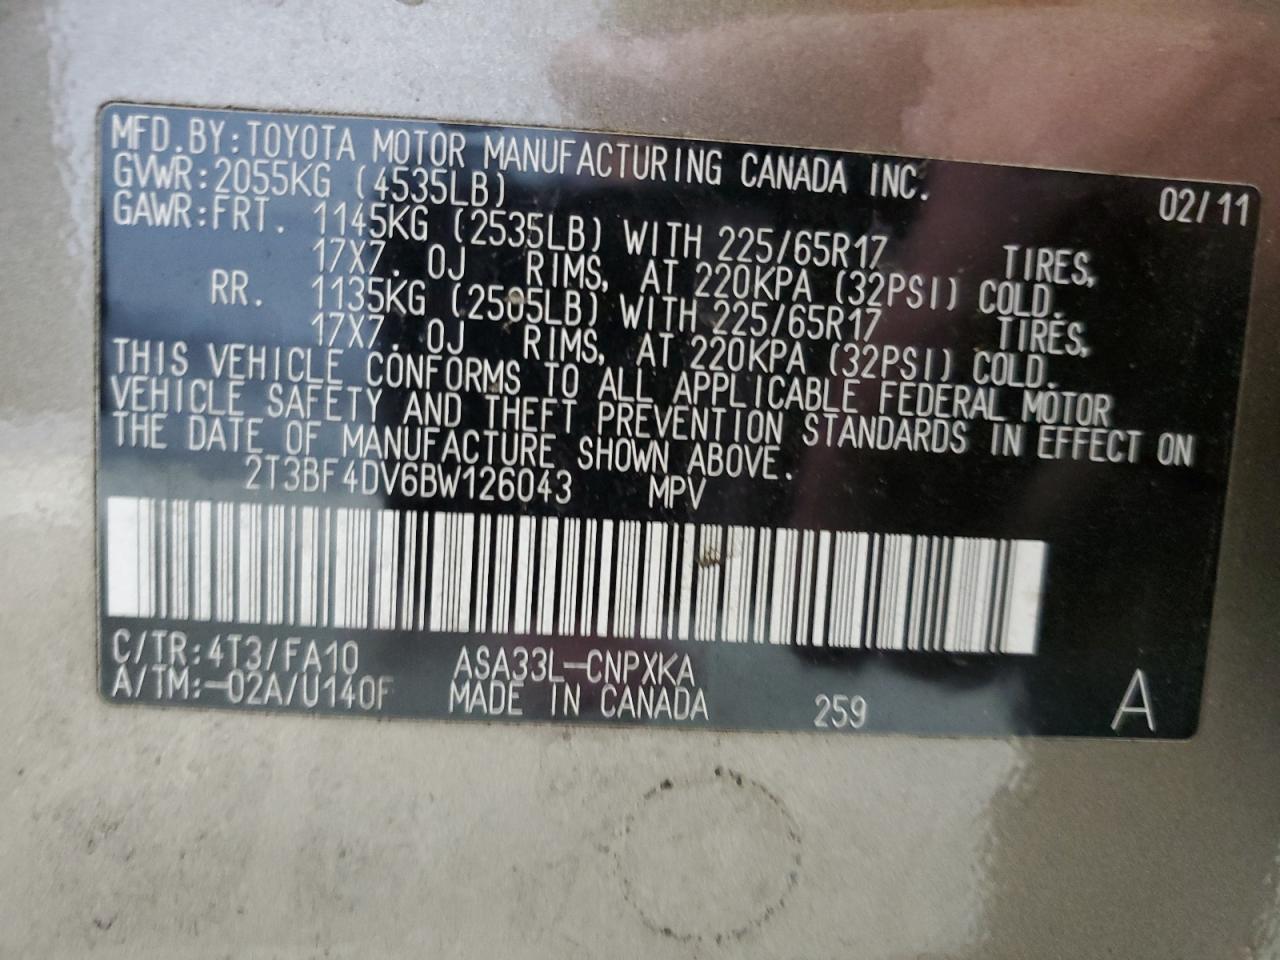 MFD.BY:TOYOTA MOTOR MANUFACTURING CANADA INC. 02/11
GVWR:2055KG (4535LB)
GAWR:FRT. 1145KG (2535LB) WITH 225/65R17 TIRES,
17X7.0J RIMS, AT 220KPA (32PSI) COLD.
RR. 1135KG (2505LB) WITH 225/65R17 TIRES,
17X7.0J RIMS, AT 220KPA (32PSI) COLD.
THIS VEHICLE CONFORMS TO ALL APPLICABLE FEDERAL MOTOR
VEHICLE SAFETY AND THEFT PREVENTION STANDARDS IN EFFECT ON
THE DATE OF MANUFACTURE SHOWN ABOVE.
2T3BF4DV6BW126043 MPV
C/TR:4T3/FA10 ASA33L-CNPXKA
A/TM:-02A/U140F MADE IN CANADA 259 A